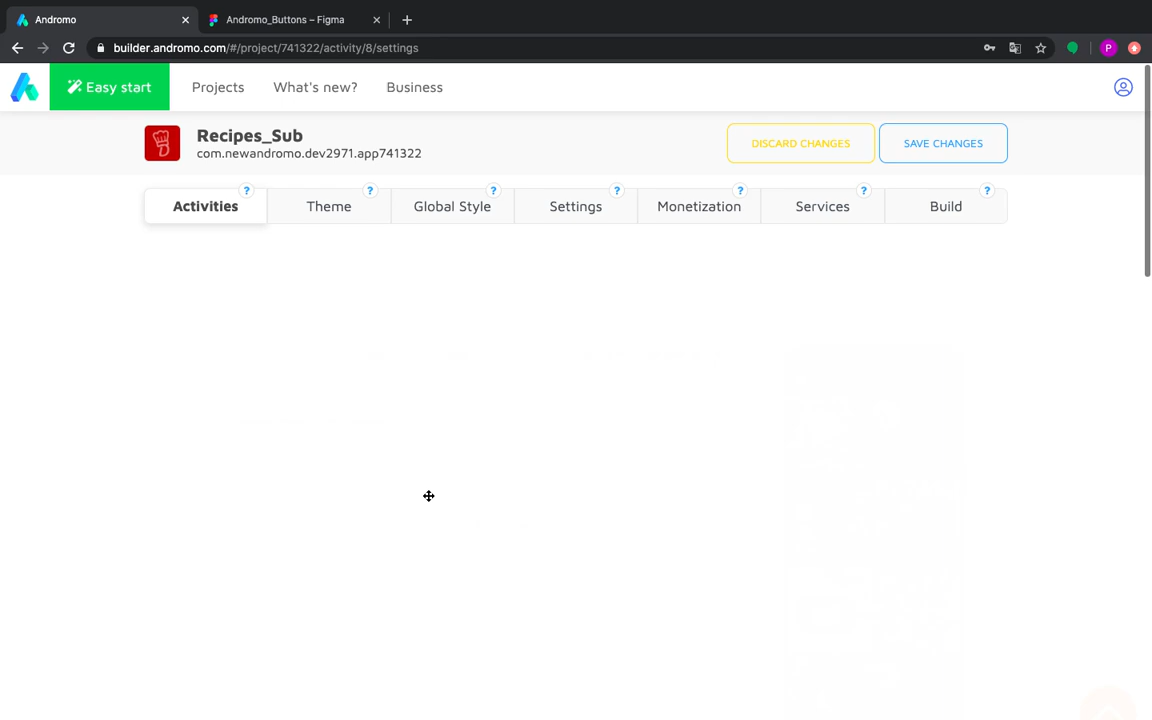 Andromo
Andromo_Buttons – Figma
builder.andromo.com/#/project/741322/activity/8/settings
P
Easy start
Projects
What's new?
Business
Recipes_Sub
com.newandromo.dev2971.app741322
DISCARD CHANGES
SAVE CHANGES
Activities ?
Theme ?
Global Style ?
Settings ?
Monetization ?
Services ?
Build ?